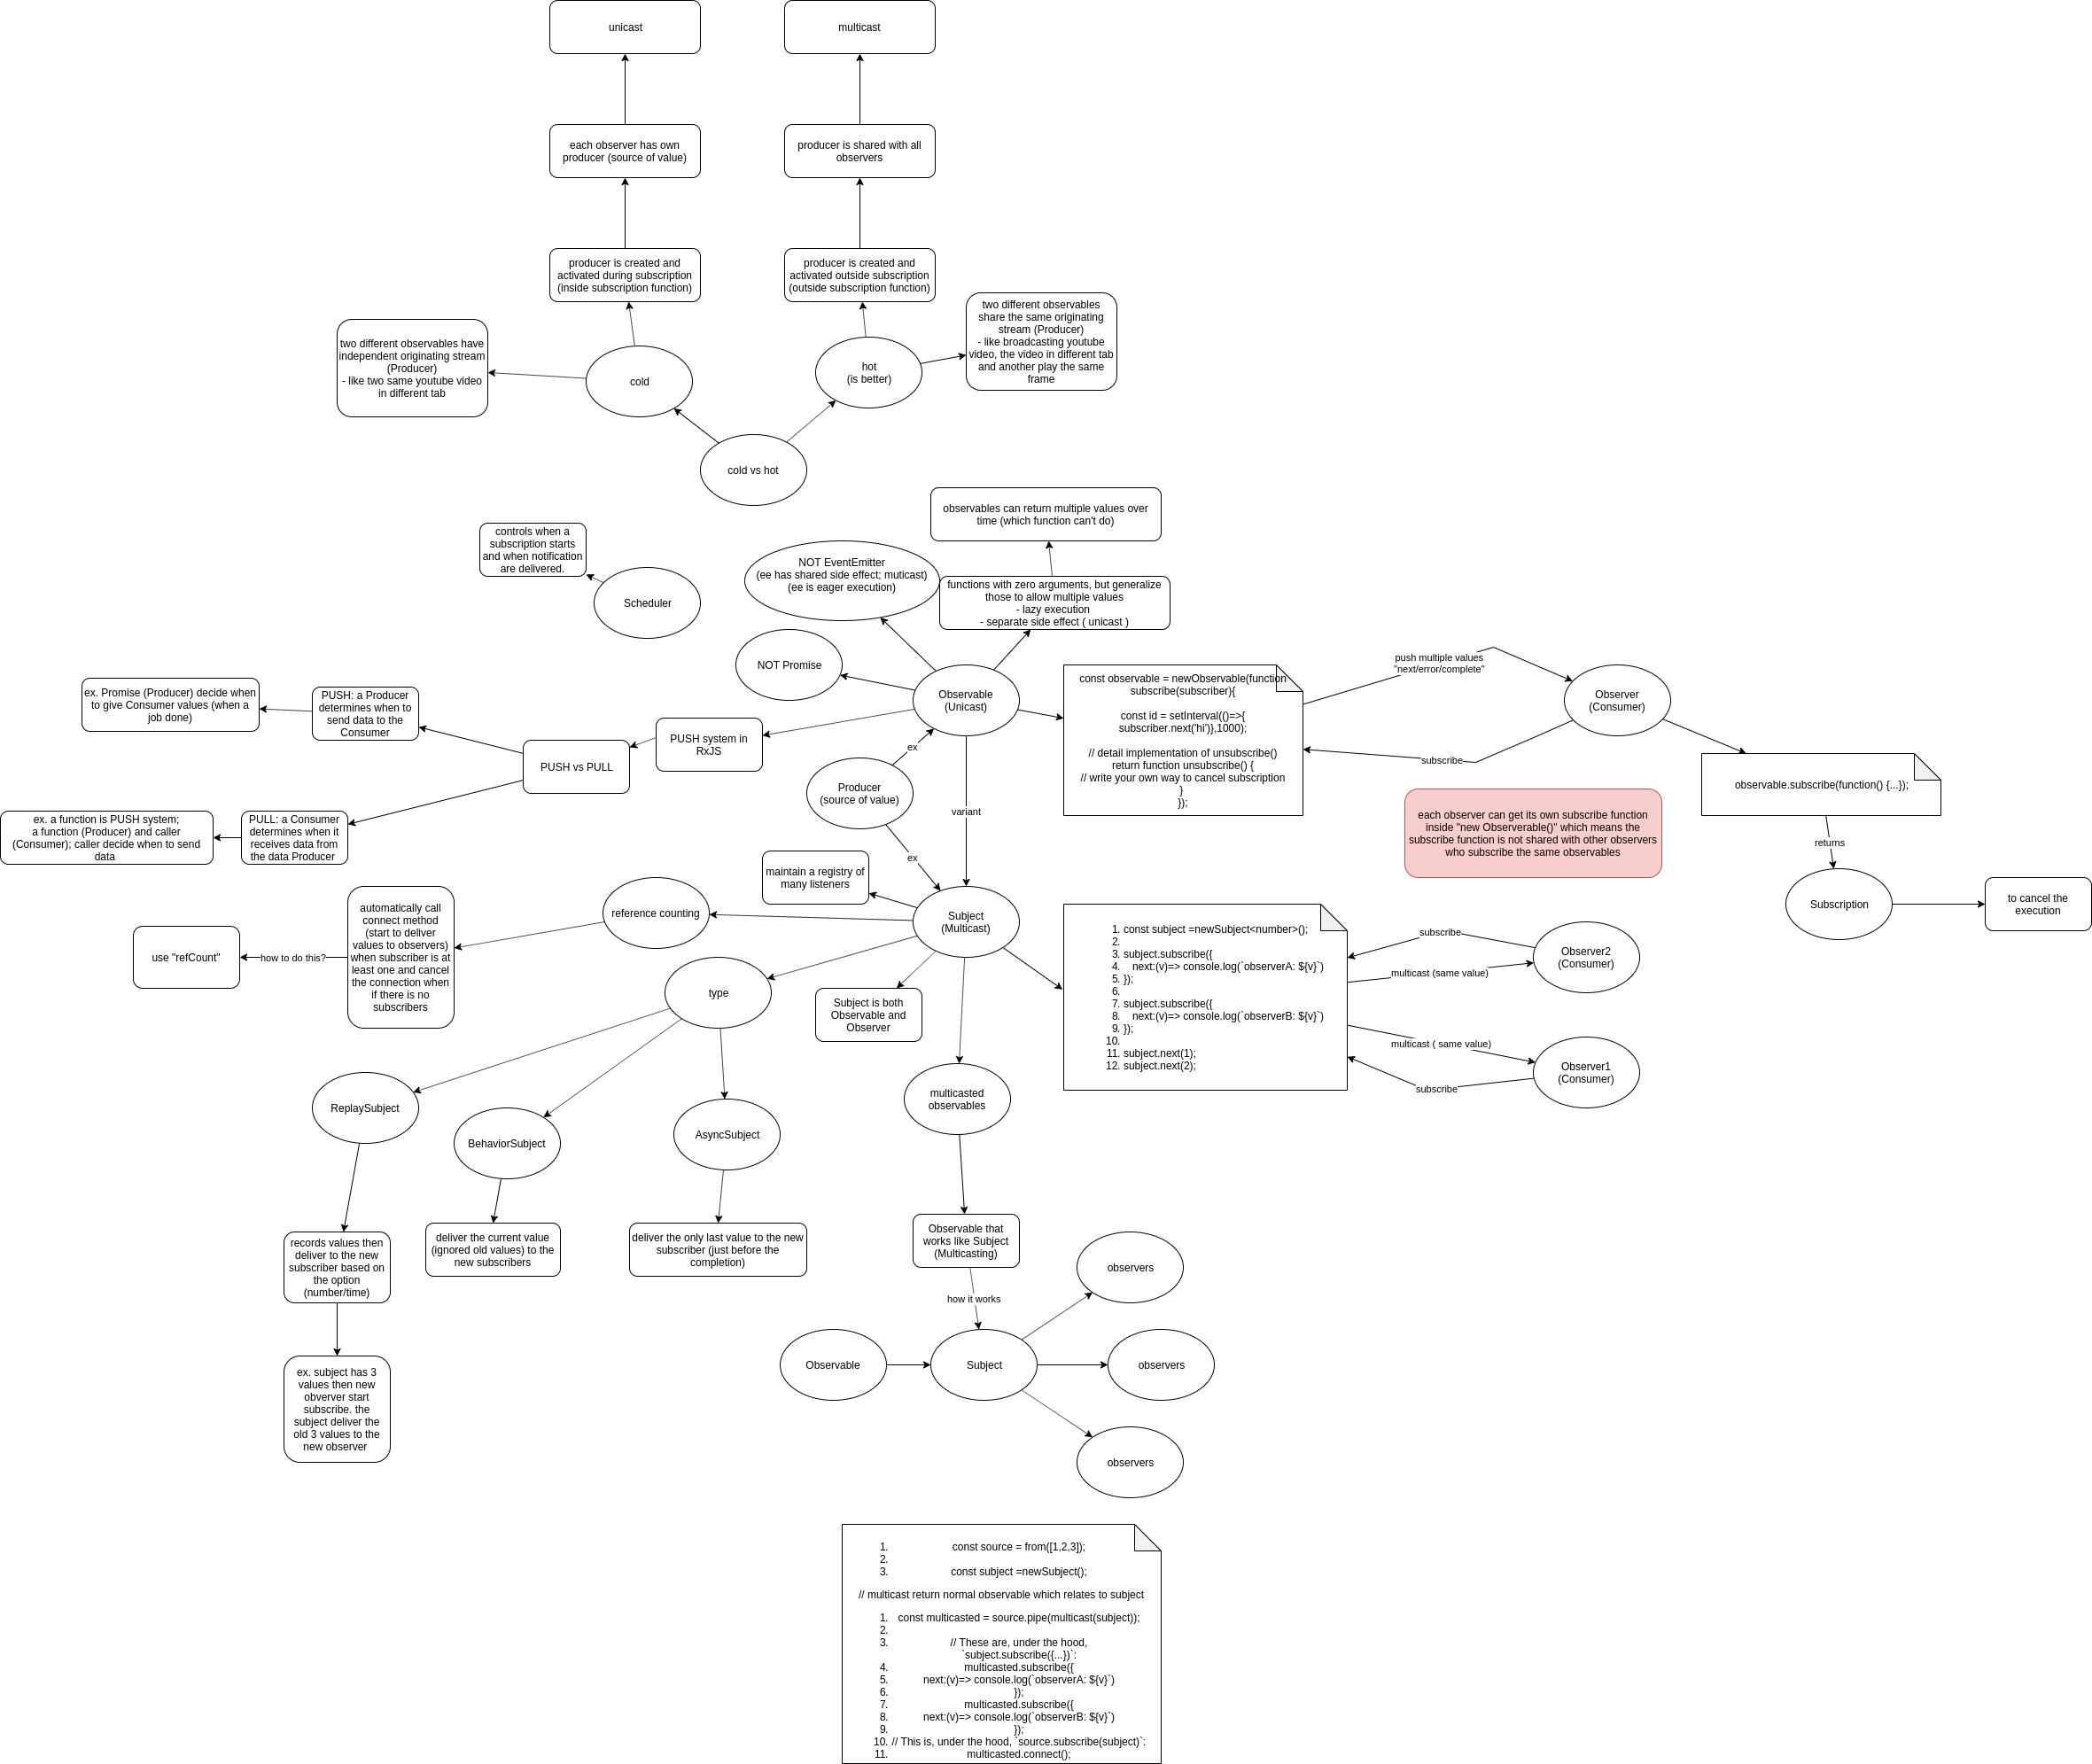 unicast
multicast
each observer has own
producer (source of value)
producer is shared with all
observers
producer is created and
activated during subscription
(inside subscription function)
producer is created and
activated outside subscription
(outside subscription function)
two different observables
share the same originating
stream (Producer)
- like broadcasting youtube
video, the video in different tab
and another play the same
frame
two different observables have
independent originating stream
(Producer)
- like two same youtube video
in different tab
cold
hot
(is better)
cold vs hot
observables can return multiple values over
time (which function can't do)
controls when a
subscription starts
and when notification
are delivered.
Scheduler
NOT EventEmitter
(ee has shared side effect; muticast)
(ee is eager execution)
functions with zero arguments, but generalize
those to allow multiple values
- lazy execution
- separate side effect ( unicast )
NOT Promise
Observable
(Unicast)
const observable = newObservable(function
subscribe(subscriber){
const id = setInterval(()=>{
subscriber.next('hi')},1000);
// detail implementation of unsubscribe()
return function unsubscribe() {
// write your own way to cancel subscription
}
});
push multiple values
"next/error/complete"
Observer
(Consumer)
subscribe
observable.subscribe(function() {...});
each observer can get its own subscribe function
inside "new Observerable()" which means the
subscribe function is not shared with other observers
who subscribe the same observables
returns
Subscription
to cancel the
execution
ex. Promise (Producer) decide when
to give Consumer values (when a
job done)
PUSH: a Producer
determines when to
send data to the
Consumer
PUSH vs PULL
PUSH system in
RxJS
ex
Producer
(source of value)
variant
ex
ex. a function is PUSH system;
a function (Producer) and caller
(Consumer); caller decide when to send
data
PULL: a Consumer
determines when it
receives data from
the data Producer
maintain a registry of
many listeners
reference counting
Subject
(Multicast)
automatically call
connect method
(start to deliver
values to observers)
when subscriber is at
least one and cancel
the connection when
if there is no
subscribers
how to do this?
use "refCount"
type
Subject is both
Observable and
Observer
1. const subject =newSubject<number>();
2.
3. subject.subscribe({
4. next:(v)=> console.log(`observerA: ${v}`)
5. });
6.
7. subject.subscribe({
8. next:(v)=> console.log(`observerB: ${v}`)
9. });
10.
11. subject.next(1);
12. subject.next(2);
subscribe
Observer2
(Consumer)
multicast (same value)
multicast ( same value)
Observer1
(Consumer)
subscribe
ReplaySubject
BehaviorSubject
AsyncSubject
multicasted
observables
records values then
deliver to the new
subscriber based on
the option
(number/time)
deliver the current value
(ignored old values) to the
new subscribers
deliver the only last value to the new
subscriber (just before the
completion)
Observable that
works like Subject
(Multicasting)
how it works
ex. subject has 3
values then new
obverver start
subscribe. the
subject deliver the
old 3 values to the
new observer
Observable
Subject
observers
observers
observers
1. const source = from([1,2,3]);
2.
3. const subject =newSubject();
// multicast return normal observable which relates to subject
1. const multicasted = source.pipe(multicast(subject));
2.
3. // These are, under the hood,
`subject.subscribe({...})`:
4. multicasted.subscribe({
5. next:(v)=> console.log(`observerA: ${v}`)
6. });
7. multicasted.subscribe({
8. next:(v)=> console.log(`observerB: ${v}`)
9. });
10. // This is, under the hood, `source.subscribe(subject)`:
11. multicasted.connect();